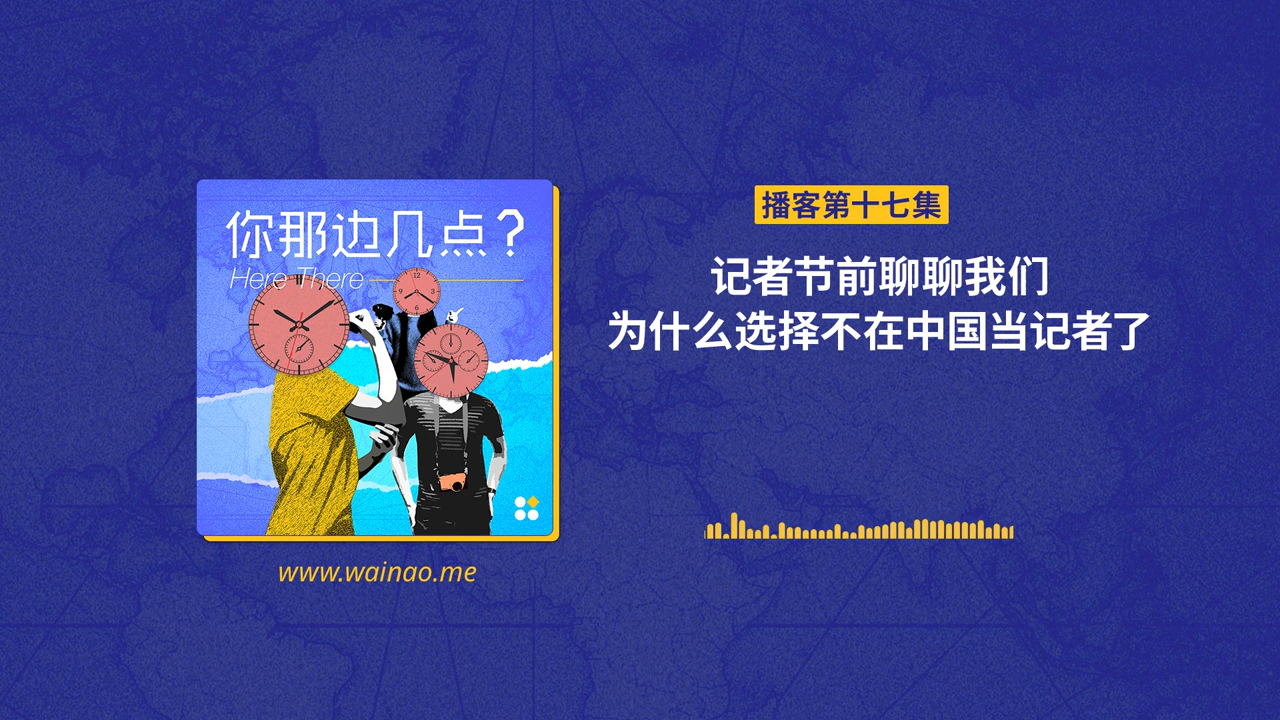 你那边几点？
Here There
www.wainao.me
播客第十七集
记者节前聊聊我们
为什么选择不在中国当记者了